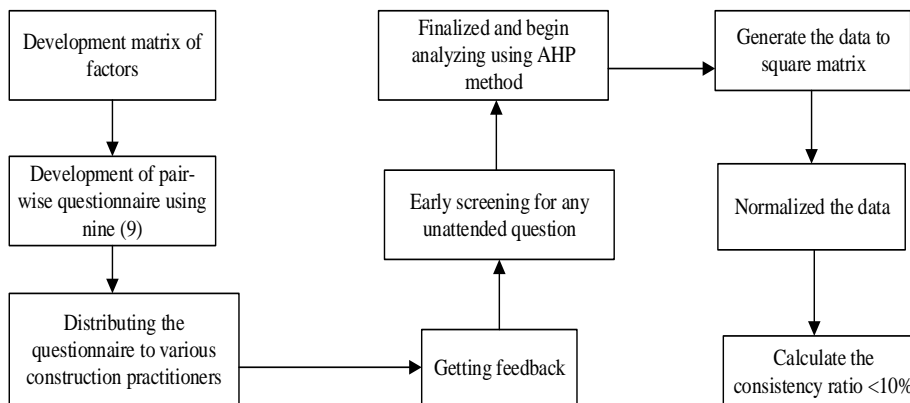 Development matrix of
factors
Development of pair-
wise questionnaire using
nine (9)
Distributing the
questionnaire to various
construction practitioners
Getting feedback
Early screening for any
unattended question
Finalized and begin
analyzing using AHP
method
Generate the data to
square matrix
Normalized the data
Calculate the
consistency ratio <10%